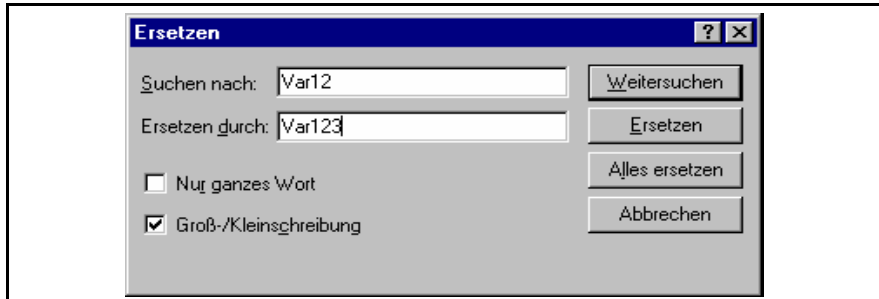 Ersetzen
Suchen nach: Var12 Weitersuchen
Ersetzen durch: Var123 Ersetzen
Alles ersetzen
Nur ganzes Wort
Abbrechen
Groß-/Kleinschreibung